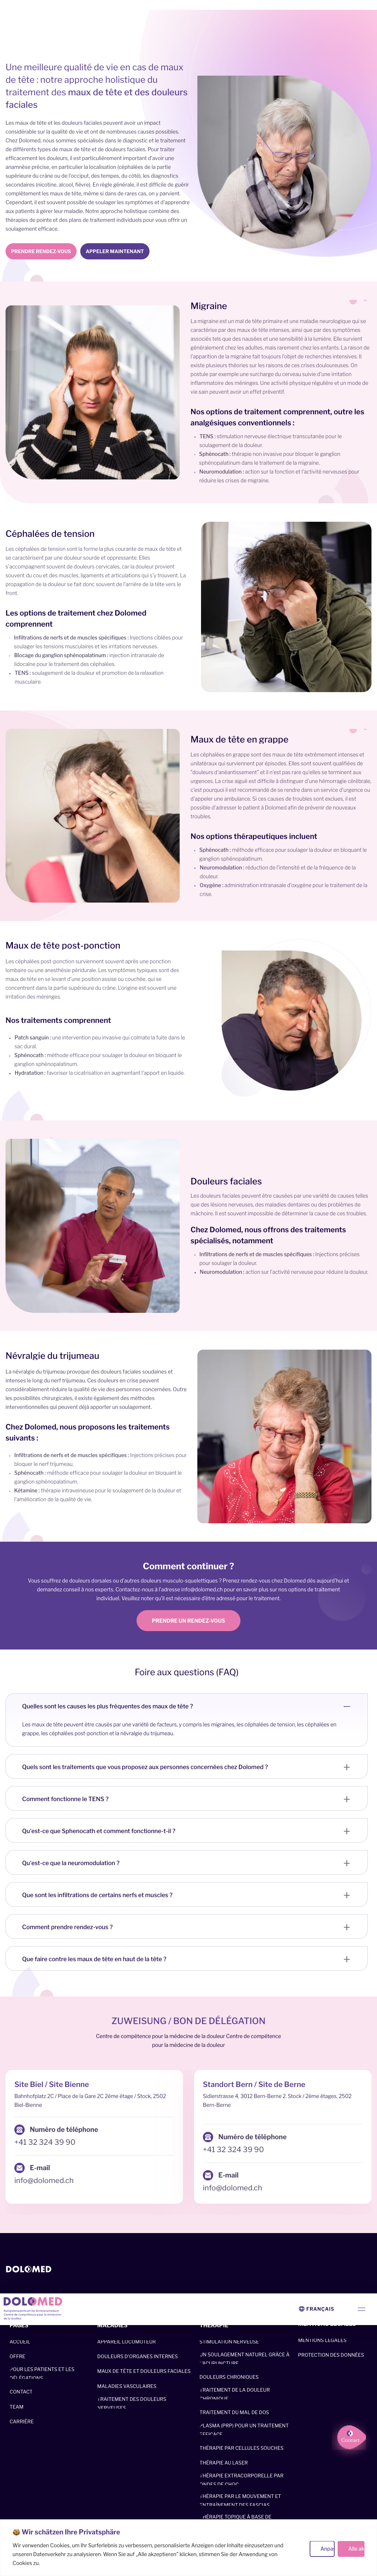 Une meilleure qualité de vie en cas de maux
de tête : notre approche holistique du
traitement des maux de tête et des douleurs
faciales
Les maux de tête et les douleurs faciales peuvent avoir un impact
considérable sur la qualité de vie et ont de nombreuses causes possibles.
Chez Dolomed, nous sommes spécialisés dans le diagnostic et le traitement
de différents types de maux de tête et de douleurs faciales. Pour traiter
efficacement les douleurs, il est particulièrement important d'avoir une
anamnèse précise, en particulier la localisation (céphalées de la partie
supérieure du crâne ou de l'occiput, des tempes, du côté), les diagnostics
secondaires (nicotine, alcool, fièvre). En règle générale, il est difficile de guérir
complètement les maux de tête, même si dans de rares cas, on y parvient.
Cependant, il est souvent possible de soulager les symptômes et d'apprendre
aux patients à gérer leur maladie. Notre approche holistique combine des
thérapies de pointe et des plans de traitement individuels pour vous offrir un
soulagement efficace.
PRENDRE RENDEZ-VOUS
APPELER MAINTENANT
Migraine
La migraine est un mal de tête primaire et une maladie neurologique qui se
caractérise par des maux de tête intenses, ainsi que par des symptômes
associés tels que des nausées et une sensibilité à la lumière. Elle survient
généralement chez les adultes, mais rarement chez les enfants. La raison de
l'apparition de la migraine fait toujours l'objet de recherches intensives. Il
existe plusieurs théories sur les raisons de ces crises douloureuses. On
postule par exemple une surcharge du cerveau suivie d'une irritation
inflammatoire des méninges. Une activité physique régulière et un mode de
vie sain peuvent avoir un effet préventif.
Nos options de traitement comprennent, outre les
analgésiques conventionnels :
TENS : stimulation nerveuse électrique transcutanée pour le
soulagement de la douleur.
Sphénocath : thérapie non invasive pour bloquer le ganglion
sphénopalatinum dans le traitement de la migraine.
Neuromodulation : action sur la fonction et l'activité nerveuses pour
réduire les crises de migraine.
Céphalées de tension
Les céphalées de tension sont la forme la plus courante de maux de tête et
se caractérisent par une douleur sourde et oppressante. Elles
s'accompagnent souvent de douleurs cervicales, car la douleur provient
souvent du cou et des muscles, ligaments et articulations qui s'y trouvent. La
propagation de la douleur se fait donc souvent de l'arrière de la tête vers le
front.
Les options de traitement chez Dolomed
comprennent
Infiltrations de nerfs et de muscles spécifiques : Injections ciblées pour
soulager les tensions musculaires et les irritations nerveuses.
Blocage du ganglion sphénopalatinum : injection intranasale de
lidocaïne pour le traitement des céphalées.
TENS : soulagement de la douleur et promotion de la relaxation
musculaire.
Maux de tête en grappe
Les céphalées en grappe sont des maux de tête extrêmement intenses et
unilatéraux qui surviennent par épisodes. Elles sont souvent qualifiées de
"douleurs d'anéantissement" et il n'est pas rare qu'elles se terminent aux
urgences. La crise aiguë est difficile à distinguer d'une hémorragie cérébrale,
c'est pourquoi il est recommandé de se rendre dans un service d'urgence ou
d'appeler une ambulance. Si ces causes de troubles sont exclues, il est
possible d'adresser le patient à Dolomed afin de prévenir de nouveaux
troubles.
Nos options thérapeutiques incluent
Sphénocath : méthode efficace pour soulager la douleur en bloquant le
ganglion sphénopalatinum.
Neuromodulation : réduction de l'intensité et de la fréquence de la
douleur.
Oxygène : administration intranasale d'oxygène pour le traitement de la
crise.
Maux de tête post-ponction
Les céphalées post-ponction surviennent souvent après une ponction
lombaire ou une anesthésie péridurale. Les symptômes typiques sont des
maux de tête en se levant d'une position assise ou couchée, qui se
concentrent dans la partie supérieure du crâne. L'origine est souvent une
irritation des méninges.
Nos traitements comprennent
Patch sanguin : une intervention peu invasive qui colmate la fuite dans le
sac dural.
Sphénocath : méthode efficace pour soulager la douleur en bloquant le
ganglion sphénopalatinum.
Hydratation : favoriser la cicatrisation en augmentant l'apport en liquide.
Douleurs faciales
Les douleurs faciales peuvent être causées par une variété de causes telles
que des lésions nerveuses, des maladies dentaires ou des problèmes de
mâchoire. Il est souvent impossible de déterminer la cause de ces troubles.
Chez Dolomed, nous offrons des traitements
spécialisés, notamment
Infiltrations de nerfs et de muscles spécifiques : Injections précises
pour soulager la douleur.
Neuromodulation : action sur l'activité nerveuse pour réduire la douleur.
Névralgie du trijumeau
La névralgie du trijumeau provoque des douleurs faciales soudaines et
intenses le long du nerf trijumeau. Ces douleurs en crise peuvent
considérablement réduire la qualité de vie des personnes concernées. Outre
les possibilités chirurgicales, il existe également des méthodes
interventionnelles qui peuvent déjà apporter un soulagement.
Chez Dolomed, nous proposons les traitements
suivants :
Infiltrations de nerfs et de muscles spécifiques : Injections précises pour
bloquer le nerf trijumeau.
Sphénocath : méthode efficace pour soulager la douleur en bloquant le
ganglion sphénopalatinum.
Kétamine : thérapie intraveineuse pour le soulagement de la douleur et
l'amélioration de la qualité de vie.
Comment continuer ?
Vous souffrez de douleurs dorsales ou d'autres douleurs musculo-squelettiques ? Prenez rendez-vous chez Dolomed dès aujourd'hui et
demandez conseil à nos experts. Contactez-nous à l'adresse info@dolomed.ch pour en savoir plus sur nos options de traitement
individuel. Veuillez noter qu'il est nécessaire d'être adressé pour le traitement.
PRENDRE UN RENDEZ-VOUS
Foire aux questions (FAQ)
Quelles sont les causes les plus fréquentes des maux de tête ?
Les maux de tête peuvent être causés par une variété de facteurs, y compris les migraines, les céphalées de tension, les céphalées en
grappe, les céphalées post-ponction et la névralgie du trijumeau.
Quels sont les traitements que vous proposez aux personnes concernées chez Dolomed ?
Comment fonctionne le TENS ?
Qu'est-ce que Sphenocath et comment fonctionne-t-il ?
Qu'est-ce que la neuromodulation ?
Que sont les infiltrations de certains nerfs et muscles ?
Comment prendre rendez-vous ?
Que faire contre les maux de tête en haut de la tête ?
ZUWEISUNG / BON DE DÉLÉGATION
Centre de compétence pour la médecine de la douleur Centre de compétence
pour la médecine de la douleur
Site Biel / Site Bienne
Bahnhofplatz 2C / Place de la Gare 2C 2ème étage / Stock, 2502
Biel-Bienne
Numéro de téléphone
+41 32 324 39 90
E-mail
info@dolomed.ch
Standort Bern / Site de Berne
Sidlerstrasse 4, 3012 Bern-Berne 2. Stock / 2ème étages, 2502
Bern-Berne
Numéro de téléphone
+41 32 324 39 90
E-mail
info@dolomed.ch
DOLOMED
DOLOMED
FRANÇAIS
PAGES
MALADIES
THÉRAPIE
MENTIONS LÉGALES
ACCUEIL
OFFRE
POUR LES PATIENTS ET LES
DÉLÉGATIONS
CONTACT
TEAM
CARRIÈRE
APPAREIL LOCOMOTEUR
DOULEURS D'ORGANES INTERNES
MAUX DE TÊTE ET DOULEURS FACIALES
MALADIES VASCULAIRES
TRAITEMENT DES DOULEURS
NERVEUSES
STIMULATION NERVEUSE
UN SOULAGEMENT NATUREL GRÂCE À
L'ACUPUNCTURE
DOULEURS CHRONIQUES
TRAITEMENT DE LA DOULEUR
CHRONIQUE
TRAITEMENT DU MAL DE DOS
PLASMA (PRP) POUR UN TRAITEMENT
EFFICACE
THÉRAPIE PAR CELLULES SOUCHES
THÉRAPIE AU LASER
THÉRAPIE EXTRACORPORELLE PAR
ONDES DE CHOC
THÉRAPIE PAR LE MOUVEMENT ET
ENTRAÎNEMENT DES FASCIAS
THÉRAPIE TOPIQUE À BASE DE
MENTIONS LÉGALES
PROTECTION DES DONNÉES
Contact
Wir schätzen Ihre Privatsphäre
Wir verwenden Cookies, um Ihr Surferlebnis zu verbessern, personalisierte Anzeigen oder Inhalte einzusetzen und
unseren Datenverkehr zu analysieren. Wenn Sie auf „Alle akzeptieren" klicken, stimmen Sie der Anwendung von
Cookies zu.
Anpa
Alle ak